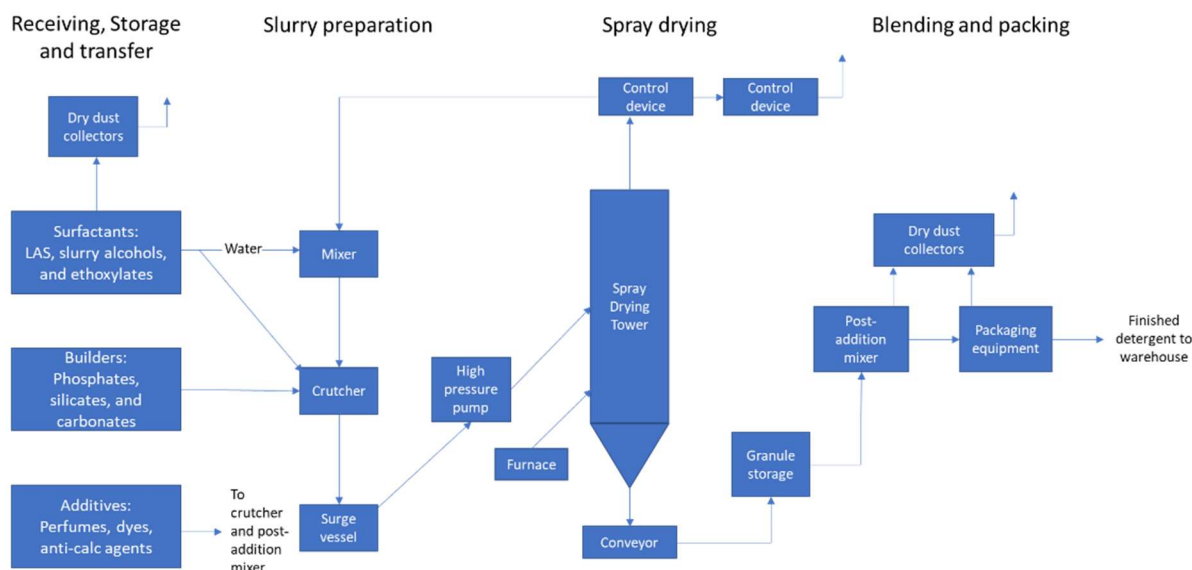 Receiving, Storage
and transfer
Slurry preparation
Spray drying
Blending and packing
Dry dust
collectors
Control
device
Control
device
Surfactants:
LAS, slurry alcohols,
and ethoxylates
Water
Mixer
Dry dust
collectors
Spray
Drying
Tower
Post-
addition
mixer
Packaging
equipment
Finished
detergent to
warehouse
Builders:
Phosphates,
silicates, and
carbonates
Crutcher
High
pressure
pump
Furnace
Granule
storage
Additives:
Perfumes, dyes,
anti-calc agents
To
crutcher
and post-
addition
mixer
Surge
vessel
Conveyor